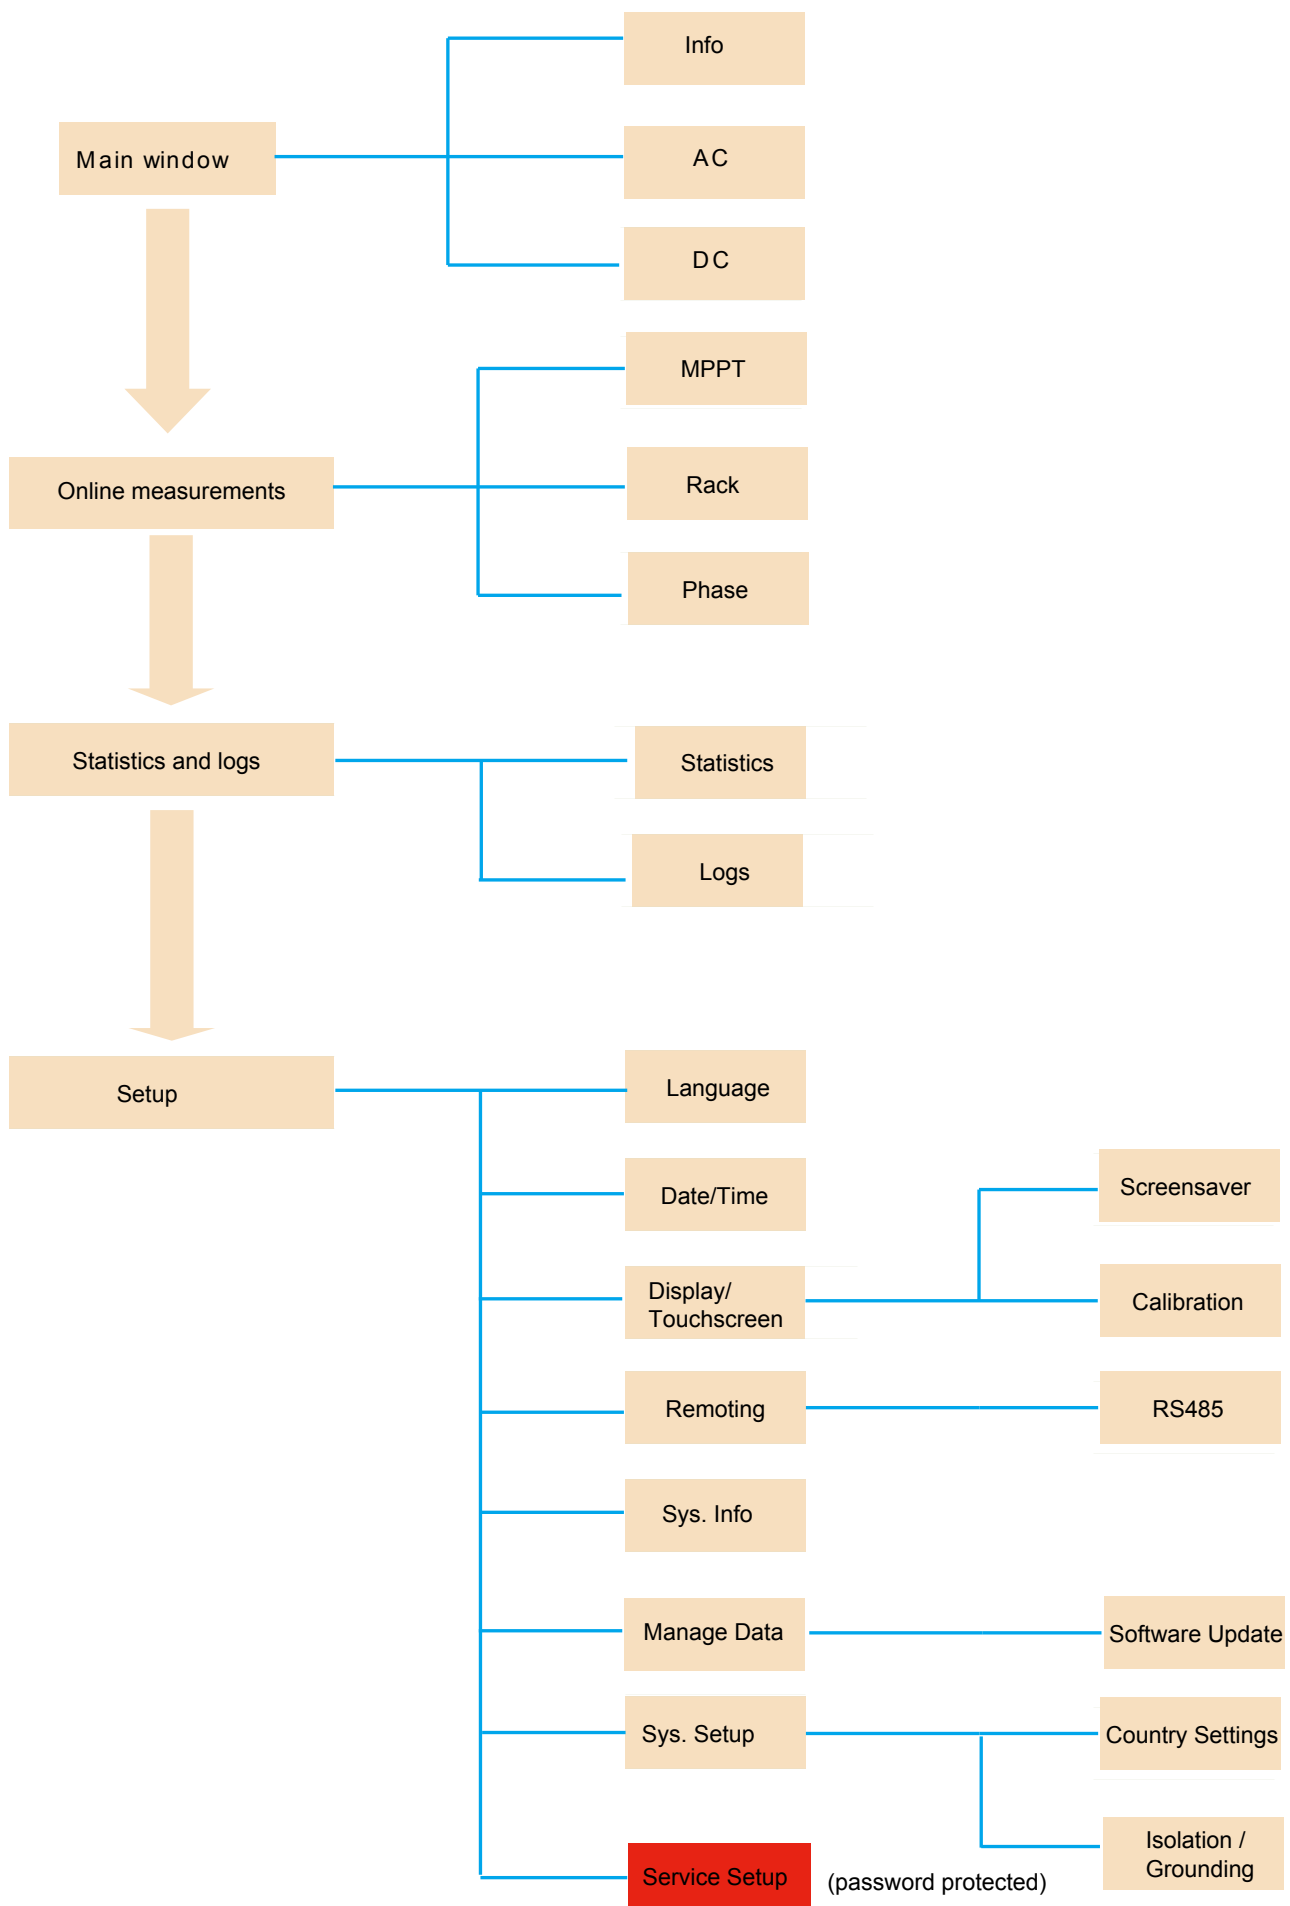 Info
Main window
AC
DC
MPPT
Online measurements
Rack
Phase
Statistics and logs
Statistics
Logs
Setup
Language
Date/Time
Screensaver
Display/
Touchscreen
Calibration
Remoting
RS485
Sys. Info
Manage Data
Software Update
Sys. Setup
Country Settings
Isolation /
Grounding
Service Setup
(password protected)